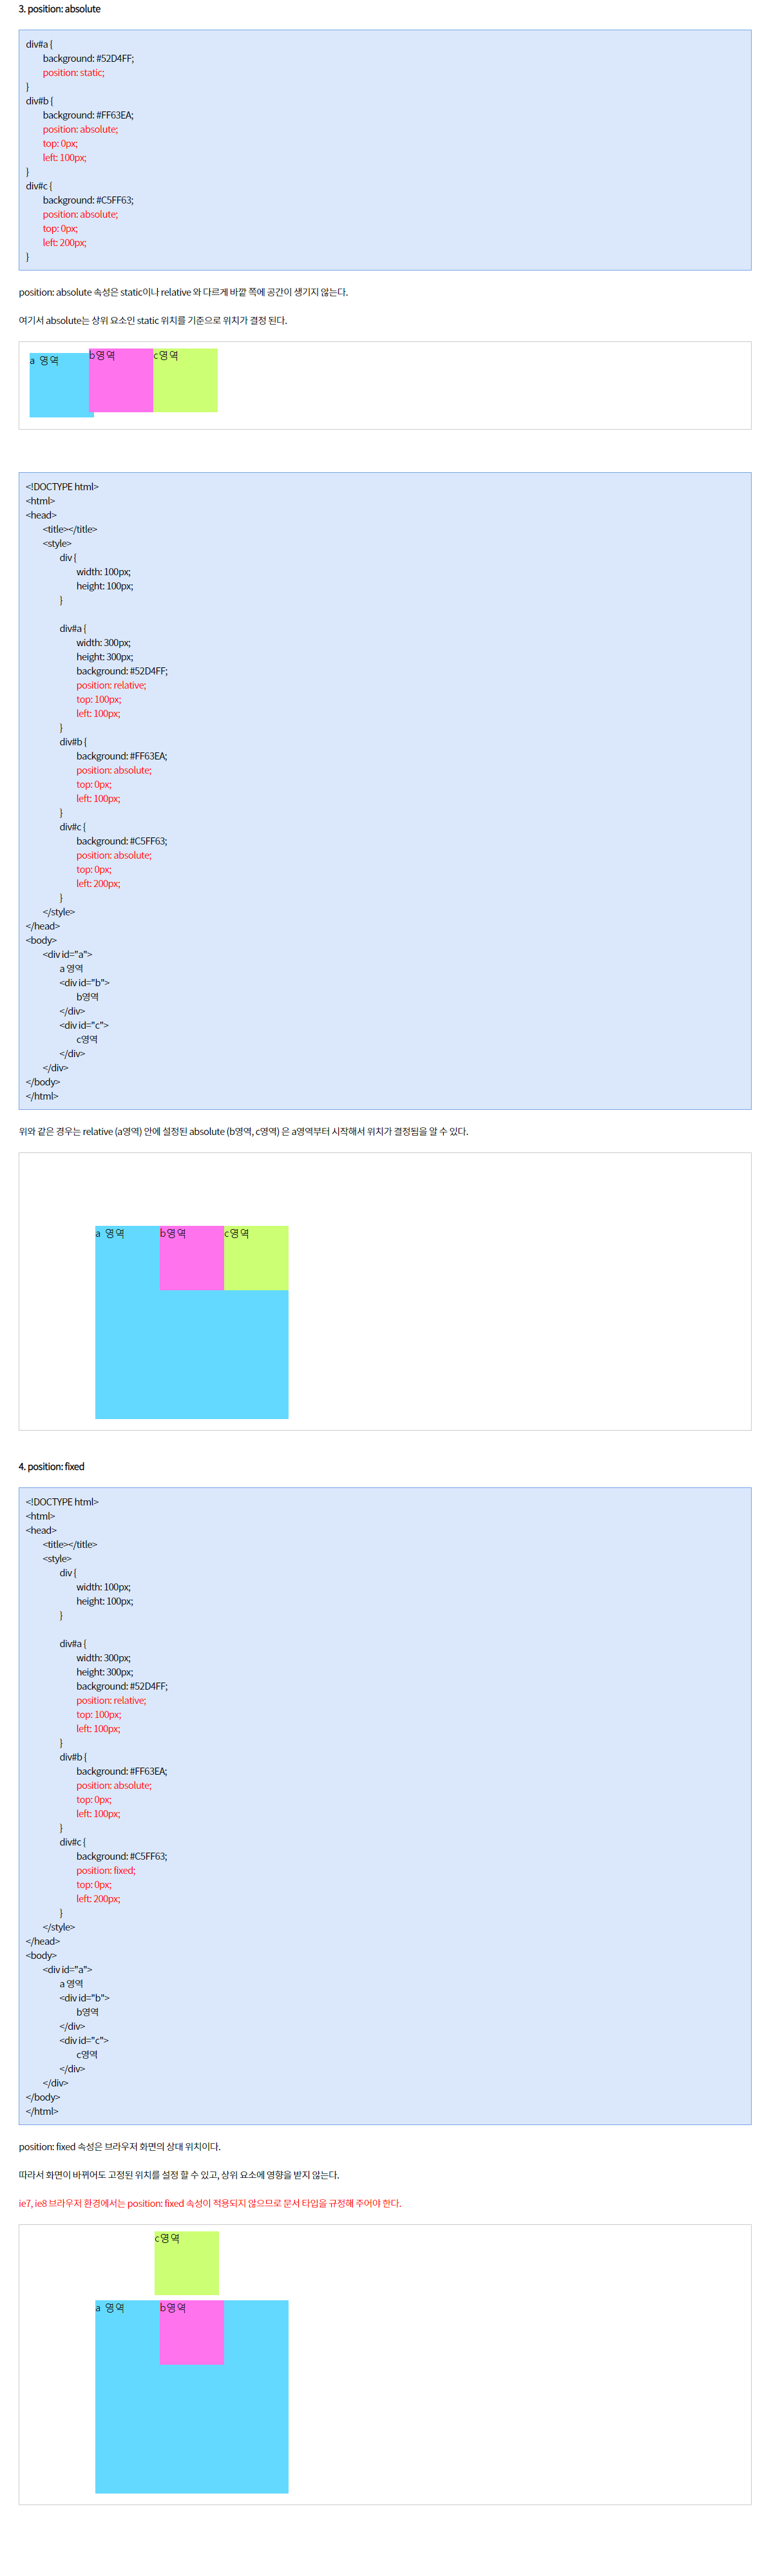 3. position: absolute
div#a {
background: #52D4FF;
position: static;
}
div#b {
background: #FF63EA;
position: absolute;
top: 0px;
left: 100px;
}
div#c {
background: #C5FF63;
position: absolute;
top: 0px;
left: 200px;
}
position: absolute 속성은 static이나 relative 와 다르게 바깥 쪽에 공간이 생기지 않는다.
여기서 absolute는 상위 요소인 static 위치를 기준으로 위치가 결정 된다.
a 영역 b영역 c영역
<!DOCTYPE html>
<html>
<head>
<title></title>
<style>
div {
width: 100px;
height: 100px;
}
div#a {
width: 300px;
height: 300px;
background: #52D4FF;
position: relative;
top: 100px;
left: 100px;
}
div#b {
background: #FF63EA;
position: absolute;
top: 0px;
left: 100px;
}
div#c {
background: #C5FF63;
position: absolute;
top: 0px;
left: 200px;
}
</style>
</head>
<body>
<div id="a">
a 영역
<div id="b">
b영역
</div>
<div id="c">
c영역
</div>
</div>
</body>
</html>
위와 같은 경우는 relative (a영역) 안에 설정된 absolute (b영역, c영역) 은 a영역부터 시작해서 위치가 결정됨을 알 수 있다.
a 영역 b영역 c영역
4. position: fixed
<!DOCTYPE html>
<html>
<head>
<title></title>
<style>
div {
width: 100px;
height: 100px;
}
div#a {
width: 300px;
height: 300px;
background: #52D4FF;
position: relative;
top: 100px;
left: 100px;
}
div#b {
background: #FF63EA;
position: absolute;
top: 0px;
left: 100px;
}
div#c {
background: #C5FF63;
position: fixed;
top: 0px;
left: 200px;
}
</style>
</head>
<body>
<div id="a">
a 영역
<div id="b">
b영역
</div>
<div id="c">
c영역
</div>
</div>
</body>
</html>
position: fixed 속성은 브라우저 화면의 상대 위치이다.
따라서 화면이 바뀌어도 고정된 위치를 설정 할 수 있고, 상위 요소에 영향을 받지 않는다.
ie7, ie8 브라우저 환경에서는 position: fixed 속성이 적용되지 않으므로 문서 타입을 규정해 주어야 한다.
c영역
a 영역 b영역